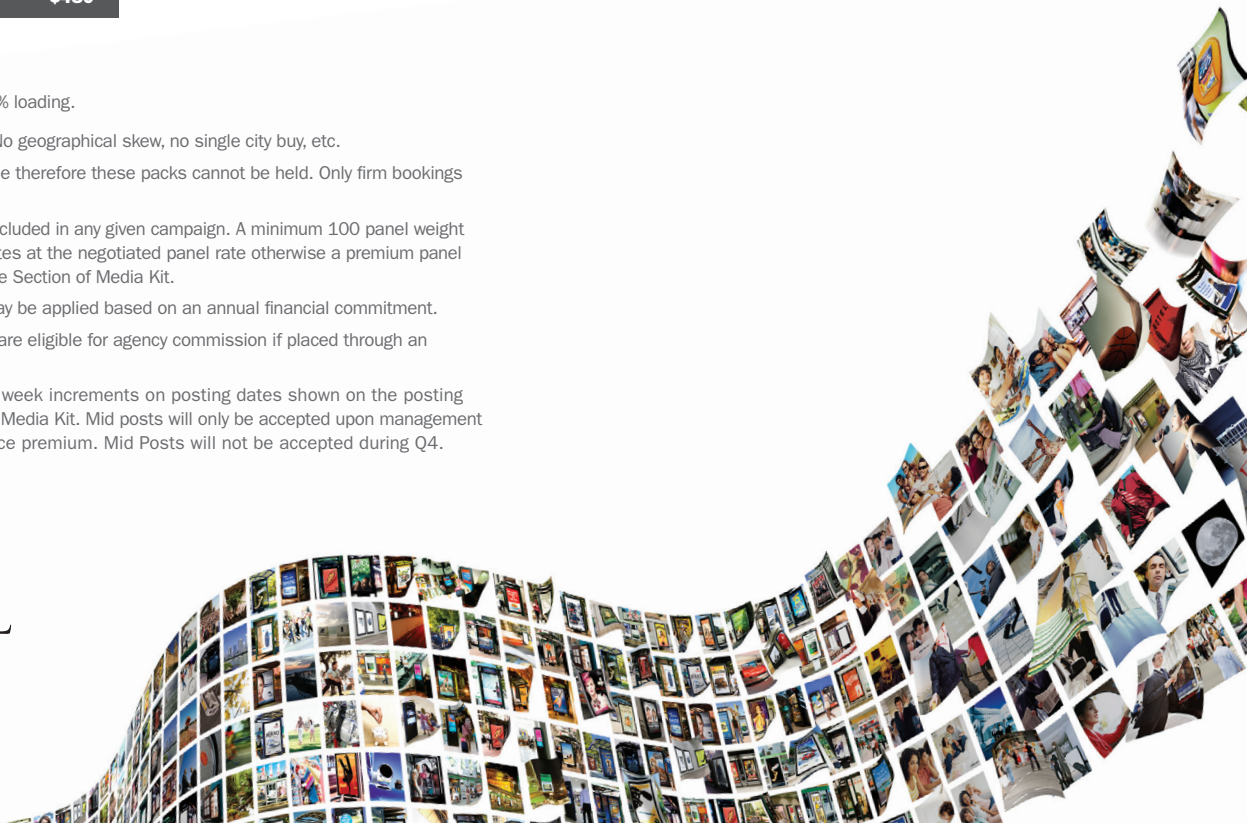 % loading.
No geographical skew, no single city buy, etc.
e therefore these packs cannot be held. Only firm bookings
cluded in any given campaign. A minimum 100 panel weight
tes at the negotiated panel rate otherwise a premium panel
e Section of Media Kit.
ay be applied based on an annual financial commitment.
are eligible for agency commission if placed through an
week increments on posting dates shown on the posting
Media Kit. Mid posts will only be accepted upon management
ce premium. Mid Posts will not be accepted during Q4.